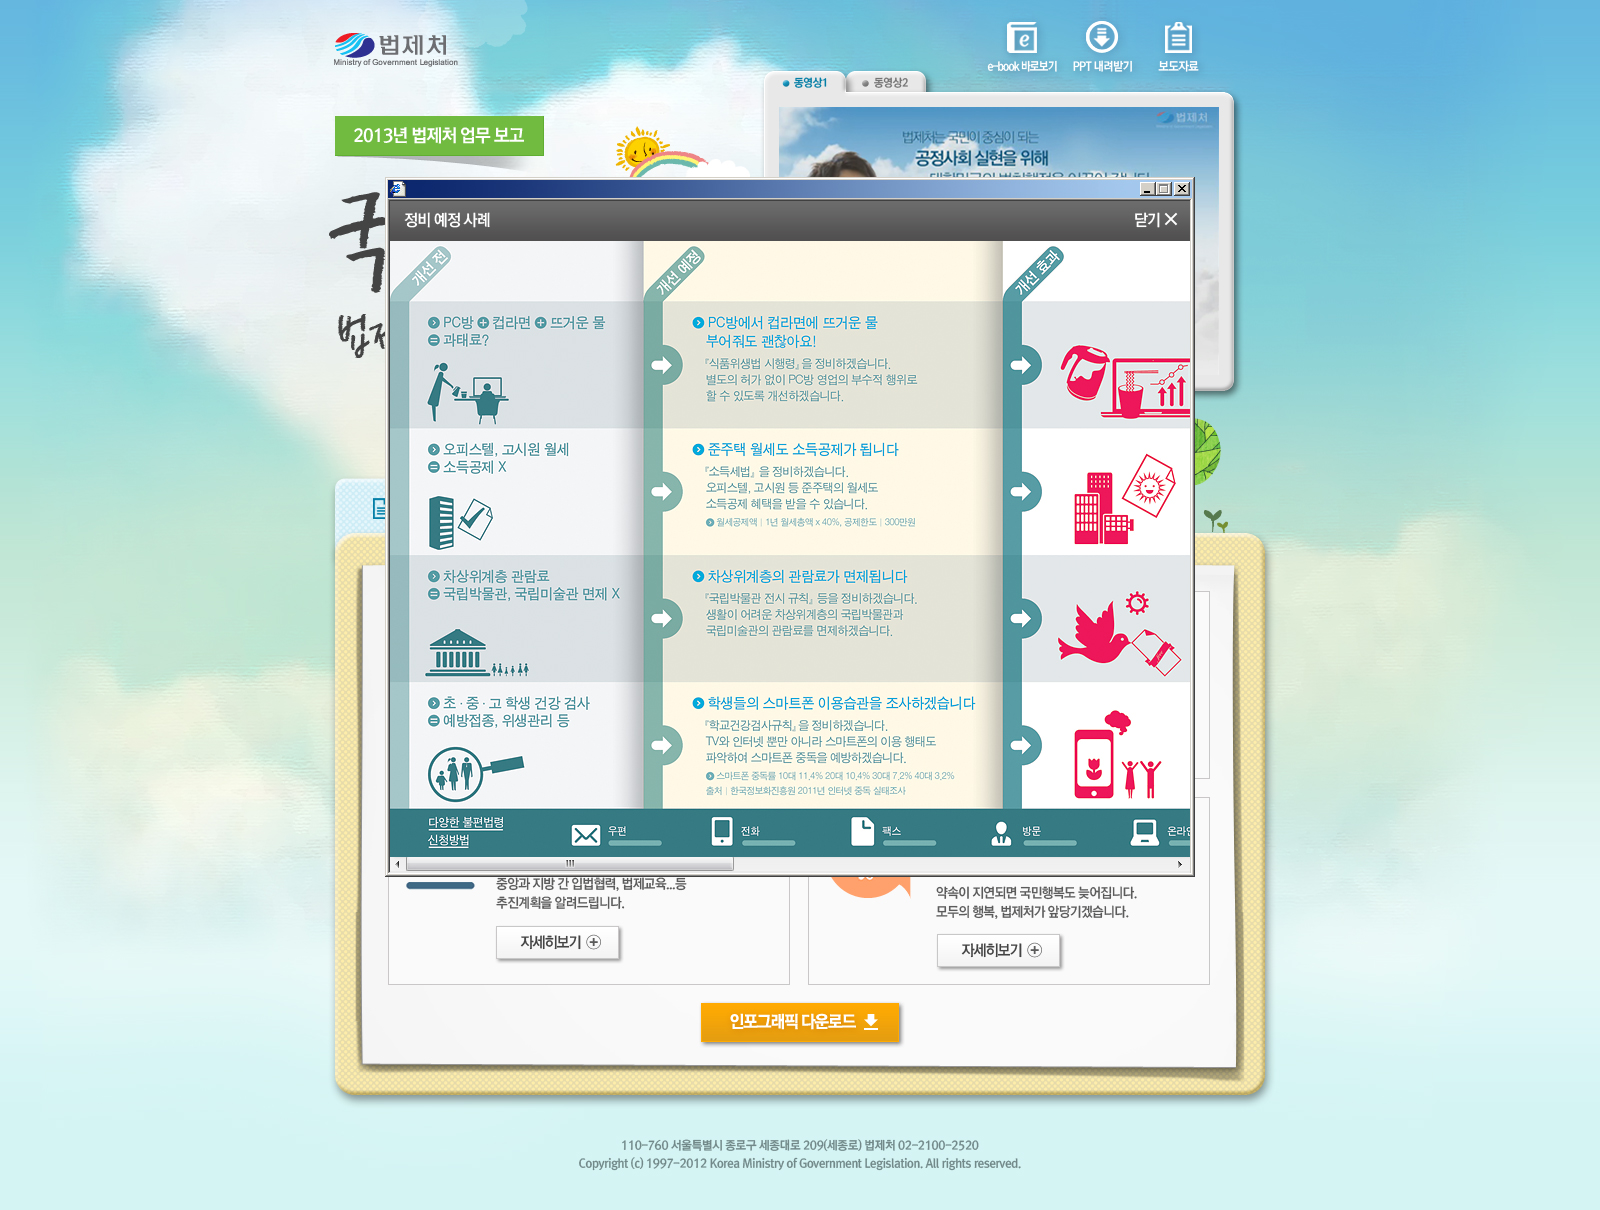 법제처
Ministry of Government Legislation
e-book 바로보기
PPT 내려받기
보도자료
동영상1
동영상2
2013년 법제처 업무 보고
법제처
법제처는 국민이 중심이 되는
공정사회 실현을 위해
국
법제
정비 예정 사례
닫기
개선 전
개선 예정
개선 효과
PC방 + 컵라면 + 뜨거운 물
= 과태료?
PC방에서 컵라면에 뜨거운 물
부어줘도 괜찮아요!
『식품위생법 시행령』을 정비하겠습니다.
별도의 허가 없이 PC방 영업의 부수적 행위로
할 수 있도록 개선하겠습니다.
오피스텔, 고시원 월세
= 소득공제 X
준주택 월세도 소득공제가 됩니다
『소득세법』을 정비하겠습니다.
오피스텔, 고시원 등 준주택의 월세도
소득공제 혜택을 받을 수 있습니다.
월세공제액 | 1년 월세총액 x 40%, 공제한도 | 300만원
차상위계층 관람료
= 국립박물관, 국립미술관 면제 X
차상위계층의 관람료가 면제됩니다
『국립박물관 전시 규칙』등을 정비하겠습니다.
생활이 어려운 차상위계층의 국립박물관과
국립미술관의 관람료를 면제하겠습니다.
초 · 중 · 고 학생 건강 검사
= 예방접종, 위생관리 등
학생들의 스마트폰 이용습관을 조사하겠습니다
『학교건강검사규칙』을 정비하겠습니다.
TV와 인터넷 뿐만 아니라 스마트폰의 이용 행태도
파악하여 스마트폰 중독을 예방하겠습니다.
스마트폰 중독률 10대 11.4% 20대 10.4% 30대 7.2% 40대 3.2%
출처 | 한국정보화진흥원 2011년 인터넷 중독 실태조사
다양한 불편법령
신청방법
우편
전화
팩스
방문
온라인
중앙과 지방 간 입법협력, 법제교육...등
추진계획을 알려드립니다.
자세히보기
약속이 지연되면 국민행복도 늦어집니다.
모두의 행복, 법제처가 앞당기겠습니다.
자세히보기
인포그래픽 다운로드
110-760 서울특별시 종로구 세종대로 209(세종로) 법제처 02-2100-2520
Copyright (c) 1997-2012 Korea Ministry of Government Legislation. All rights reserved.